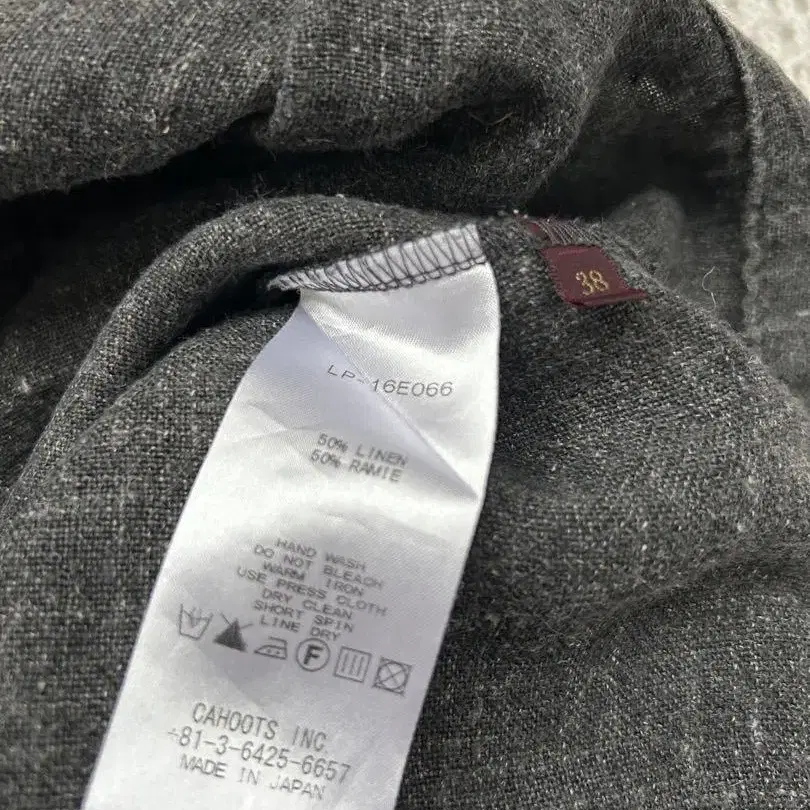 38
LP-16E066
50% LINEN
50% RAMIE
HAND WASH
DO NOT BLEACH
WARM IRON
USE PRESS CLOTH
DRY CLEAN
SHORT SPIN
LINE DRY
F
CAHOOTS INC.
+81-3-6425-6657
MADE IN JAPAN